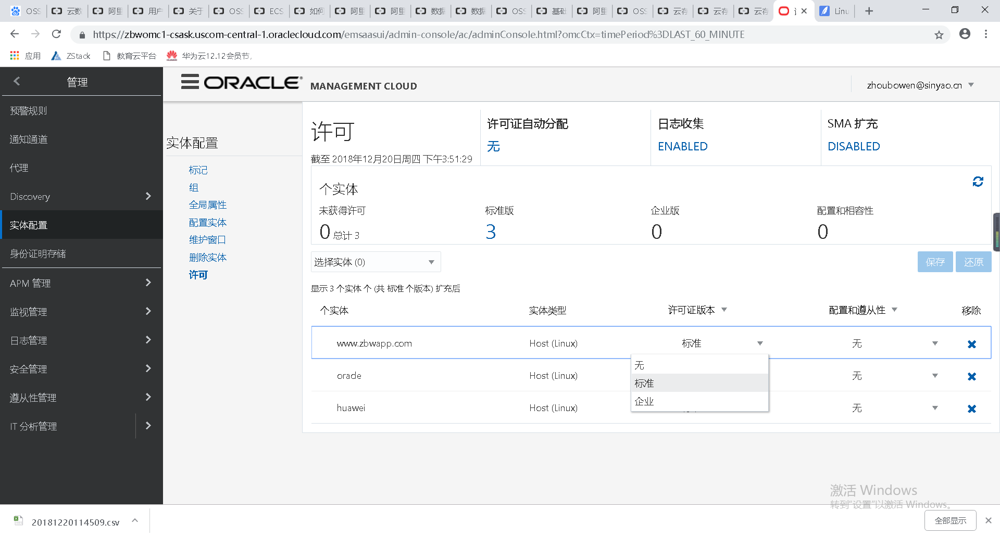 OSS
云数
阿里
用户
关于
OSS
ECS
如何
阿里
阿里
数据
数据
OSS
基础
阿里
OSS
云存
云存
云存
Linu
https://zbwomc1-csask.uscom-central-1.oraclecloud.com/emsaasui/admin-console/ac/adminConsole.html?omcCtx=timePeriod%3DLAST_60_MINUTE
应用
ZStack
教育云平台
华为云12.12会员节,
管理
预警规则
通知通道
代理
Discovery
实体配置
身份证明存储
APM 管理
监视管理
日志管理
安全管理
遵从性管理
IT 分析管理
ORACLE MANAGEMENT CLOUD
zhoubowen@sinyao.cn
实体配置
标记
组
全局属性
配置实体
维护窗口
删除实体
许可
许可
截至 2018年12月20日周四 下午3:51:29
许可证自动分配
无
日志收集
ENABLED
SMA 扩充
DISABLED
个实体
未获得许可
0 总计 3
标准版
3
企业版
0
配置和相容性
0
选择实体 (0)
保存
还原
显示 3 个实体 个 (共 标准 个版本) 扩充后
个实体 实体类型 许可证版本 配置和遵从性 移除
www.zbwapp.com Host (Linux) 标准 无
oracle Host (Linux) 无
huawei Host (Linux) 无
无
标准
企业
激活 Windows
转到"设置"以激活 Windows。
20181220114509.csv
全部显示